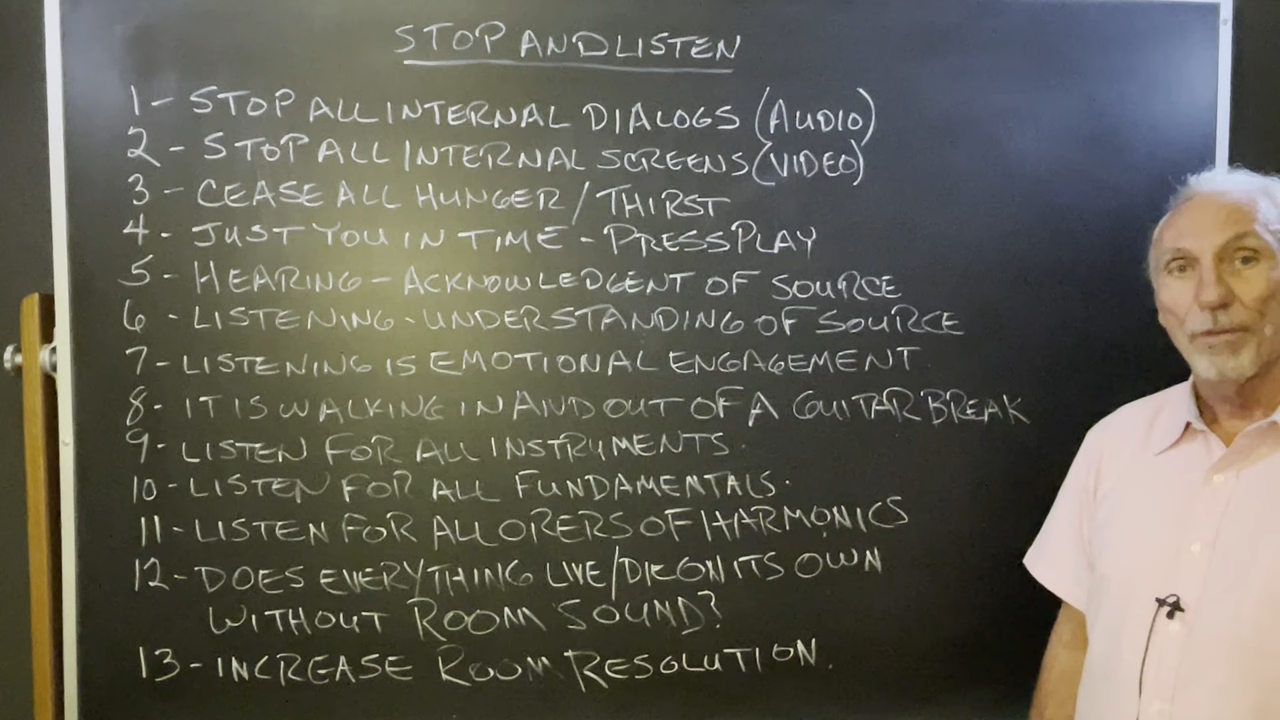 STOP AND LISTEN
1- STOP ALL INTERNAL DIALOGS (AUDIO)
2- STOP ALL INTERNAL SCREENS (VIDEO)
3- CEASE ALL HUNGER/THIRST
4- JUST YOU IN TIME - PRESS PLAY
5- HEARING - ACKNOWLEDGENT OF SOURCE
6- LISTENING - UNDERSTANDING OF SOURCE
7- LISTENING IS EMOTIONAL ENGAGEMENT
8- IT IS WALKING IN AND OUT OF A GUITAR BREAK
9- LISTEN FOR ALL INSTRUMENTS.
10- LISTEN FOR ALL FUNDAMENTALS.
11- LISTEN FOR ALL ORERS OF HARMONICS
12- DOES EVERYTHING LIVE/DIE ON ITS OWN
WITHOUT ROOM SOUND?
13- INCREASE ROOM RESOLUTION.